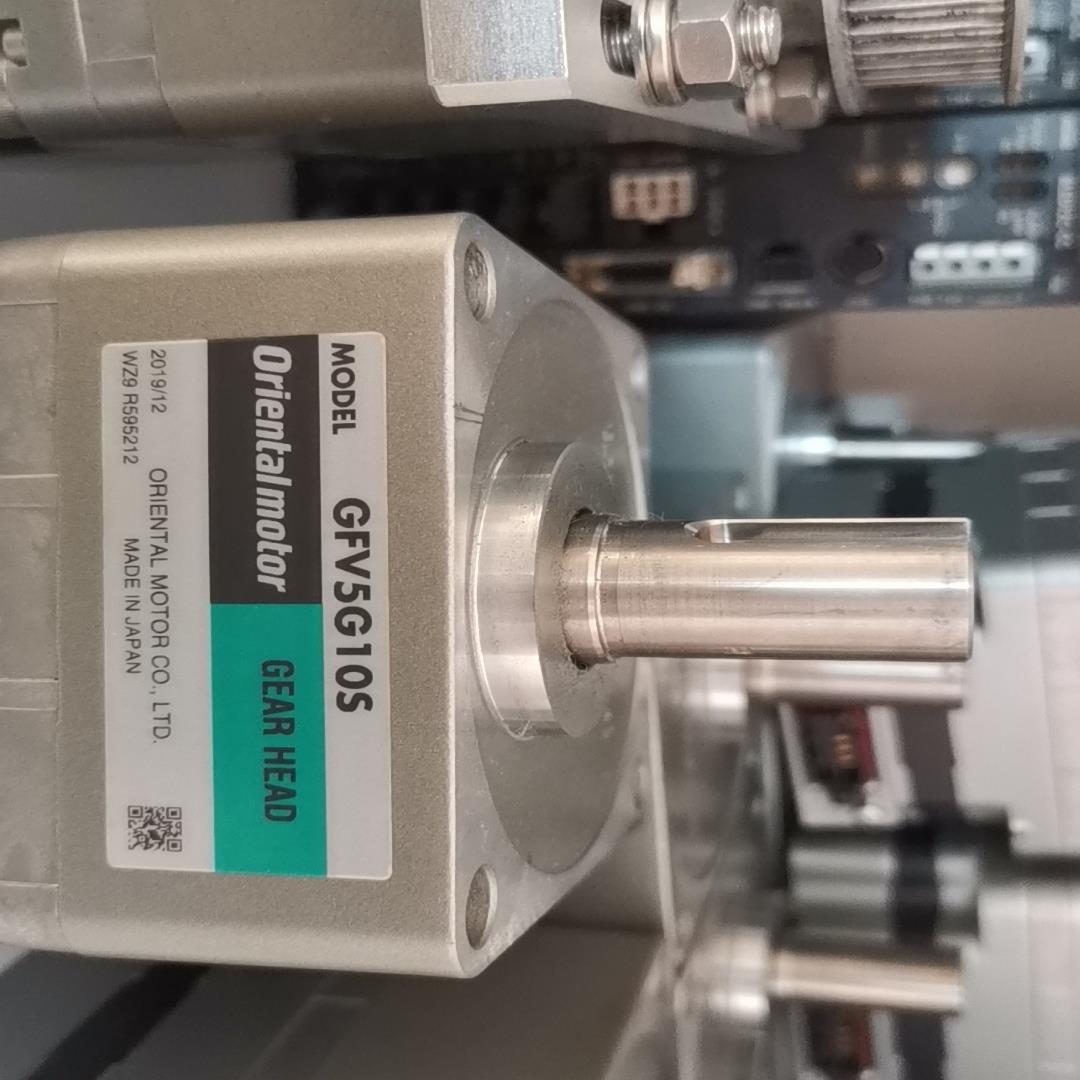 MODEL GFV5G10S
Orientalmotor GEAR HEAD
2019/12 ORIENTAL MOTOR CO., LTD.
WZ9 R595212 MADE IN JAPAN